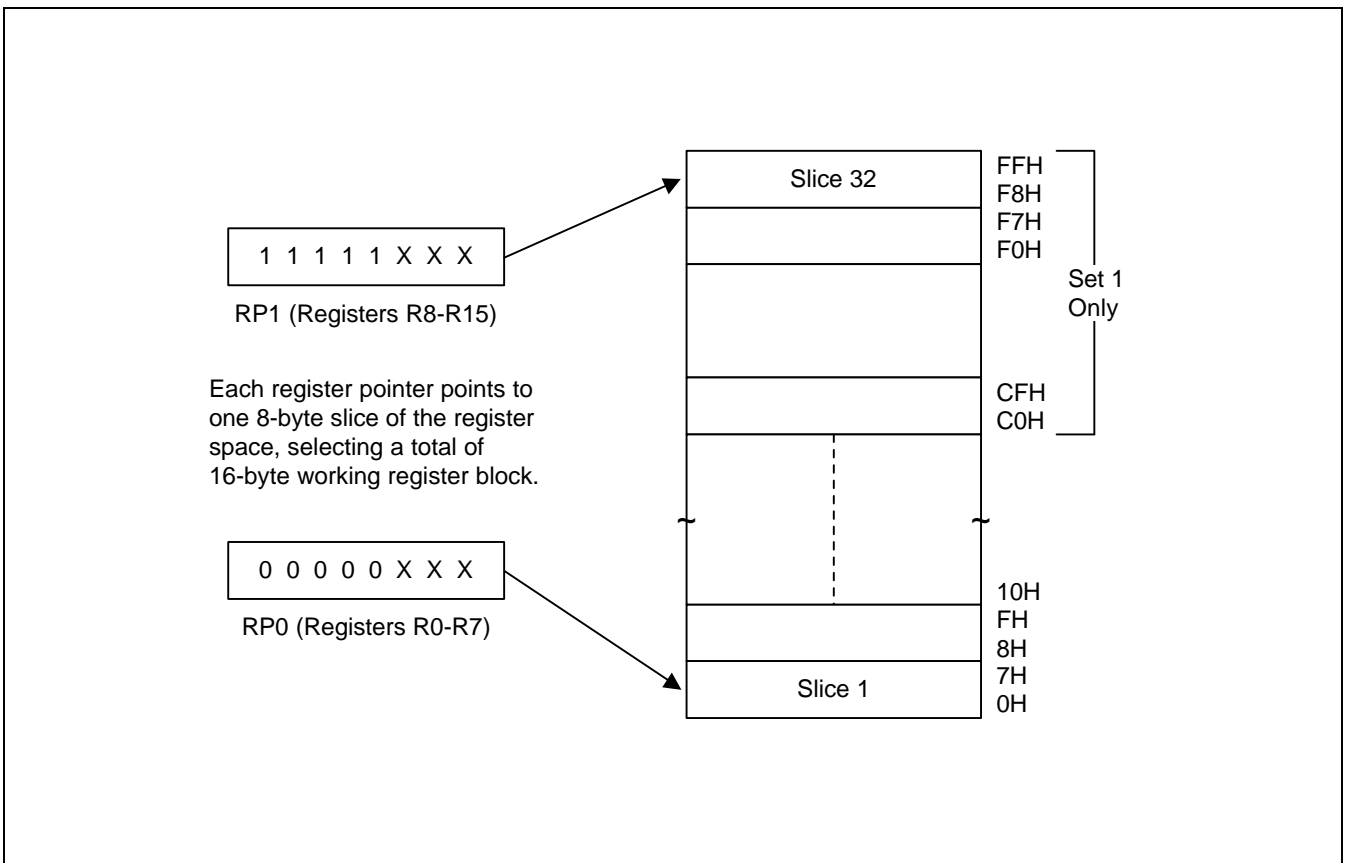 Slice 32
FFH
F8H
F7H
F0H
1 1 1 1 1 X X X
RP1 (Registers R8-R15)
Set 1
Only
Each register pointer points to
one 8-byte slice of the register
space, selecting a total of
16-byte working register block.
CFH
C0H
~ ~
0 0 0 0 0 X X X
RP0 (Registers R0-R7)
10H
FH
8H
7H
0H
Slice 1